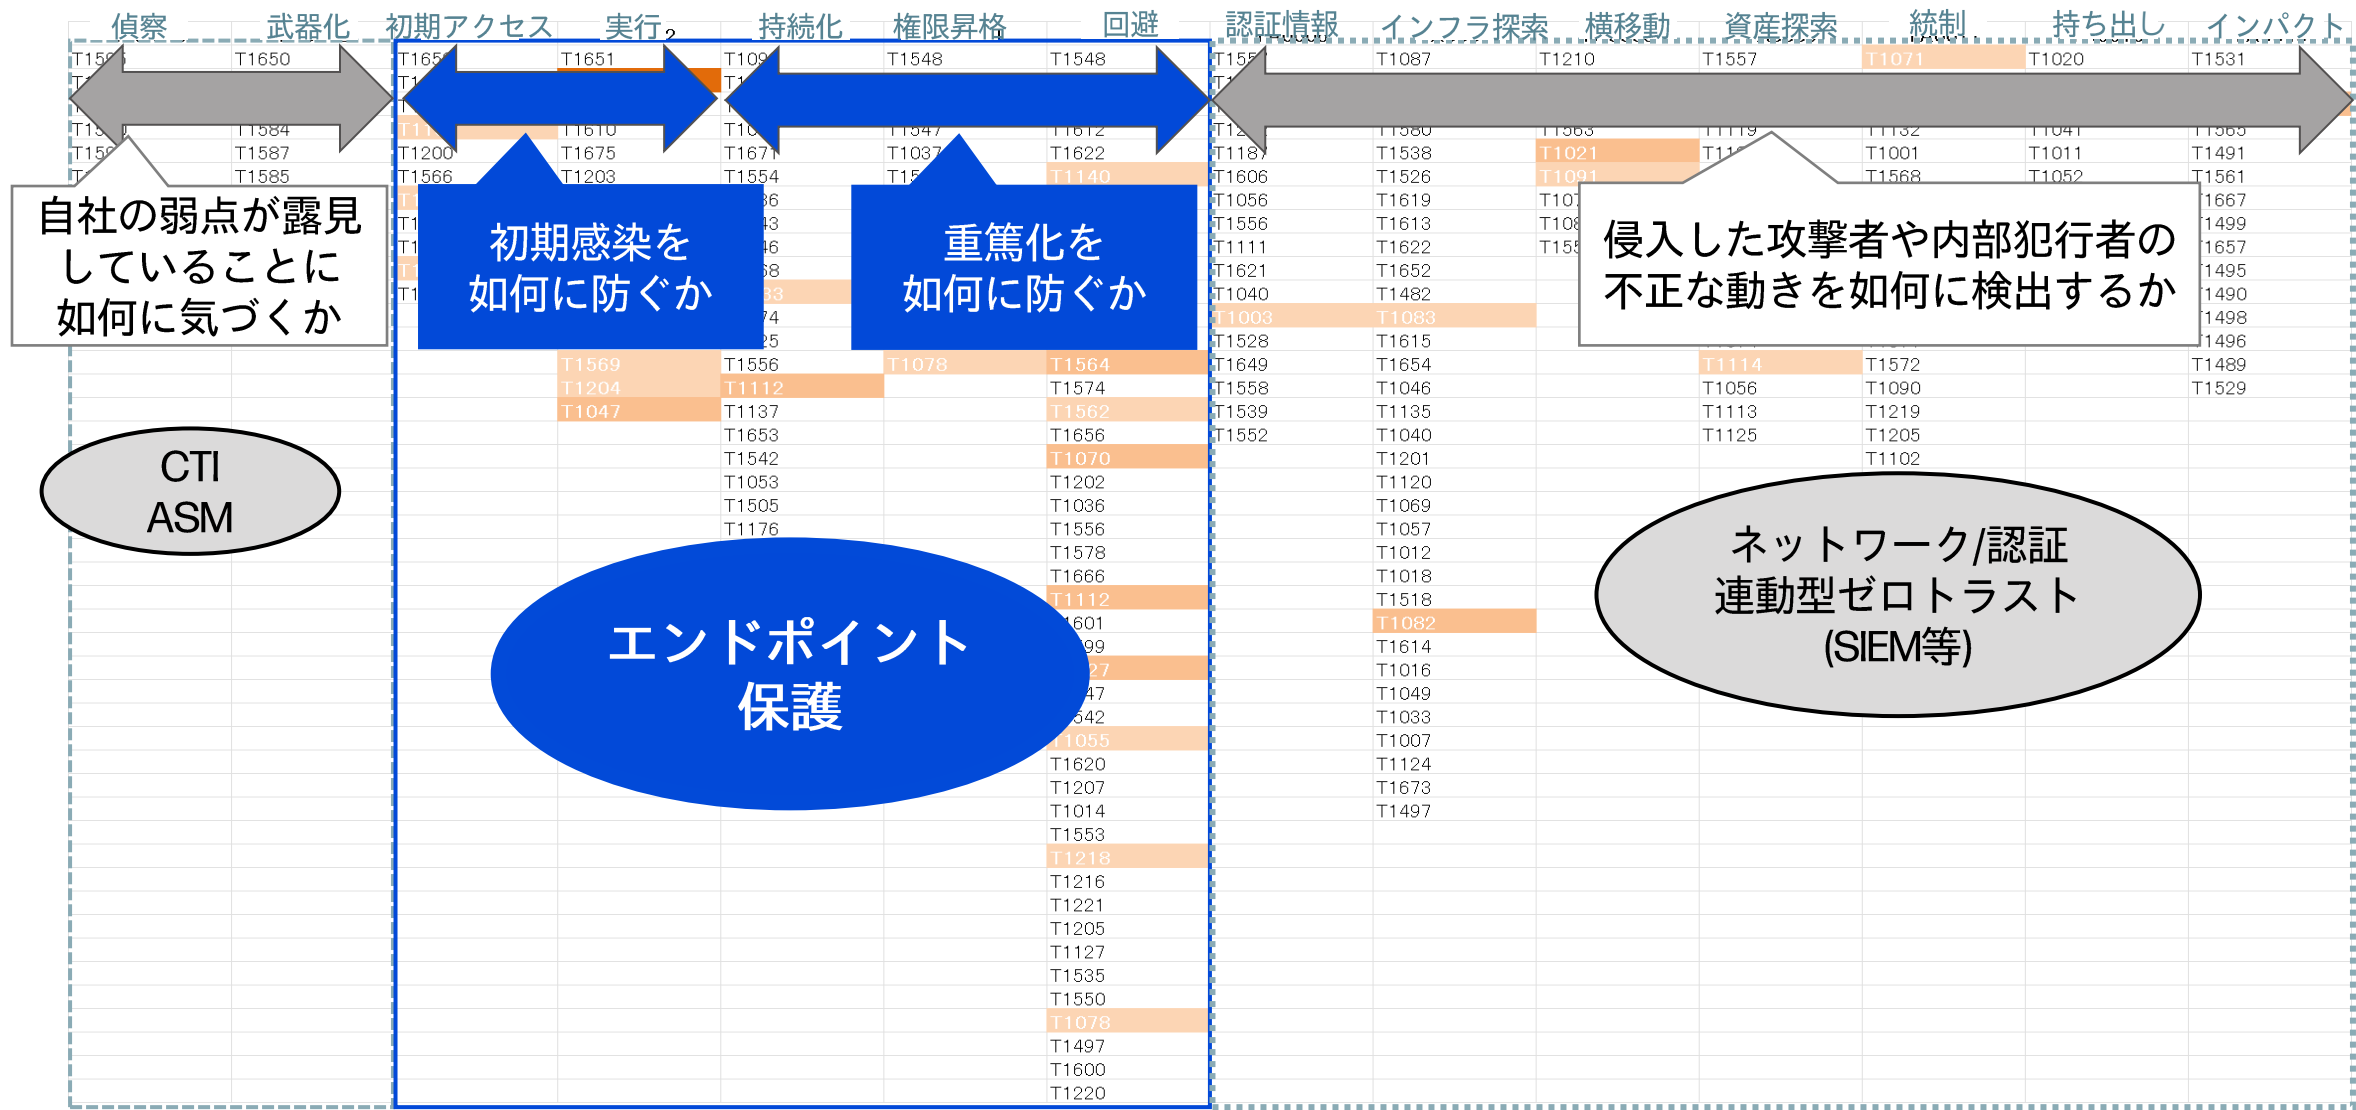 偵察 武器化 初期アクセス 実行 持続化 権限昇格 回避 認証情報 インフラ探索 横移動 資産探索 統制 持ち出し インパクト
T1650 T1651 T1548 T1548 T1087 T1210 T1557 T1071 T1020 T1531
T1584 T1610 T1547 T1612 T1580 T1563 T1119 T1132 T1041 T1565
T1587 T1200 T1675 T1671 T1037 T1622 T1187 T1538 T1021 T1001 T1011 T1491
T1585 T1566 T1203 T1554 T1140 T1606 T1526 T1091 T1568 T1052 T1561
T1056 T1619 T1667
T1556 T1613 T1499
T1111 T1622 T1657
T1621 T1652 T1495
T1040 T1482 T1490
T1003 T1083 T1498
T1528 T1615 T1496
T1569 T1556 T1078 T1564 T1649 T1654 T1114 T1572 T1489
T1204 T1112 T1574 T1558 T1046 T1056 T1090 T1529
T1047 T1137 T1562 T1539 T1135 T1113 T1219
T1653 T1656 T1552 T1040 T1125 T1205
T1542 T1070 T1201 T1102
T1053 T1202 T1120
T1505 T1036 T1069
T1176 T1556 T1057
T1578 T1012
T1666 T1018
T1112 T1518
T1082
T1614
T1016
T1049
T1033
T1055 T1007
T1620 T1124
T1207 T1673
T1014 T1497
T1553
T1218
T1216
T1221
T1205
T1127
T1535
T1550
T1078
T1497
T1600
T1220
自社の弱点が露見
していることに
如何に気づくか
初期感染を
如何に防ぐか
重篤化を
如何に防ぐか
侵入した攻撃者や内部犯行者の
不正な動きを如何に検出するか
CTI
ASM
エンドポイント
保護
ネットワーク/認証
連動型ゼロトラスト
(SIEM等)